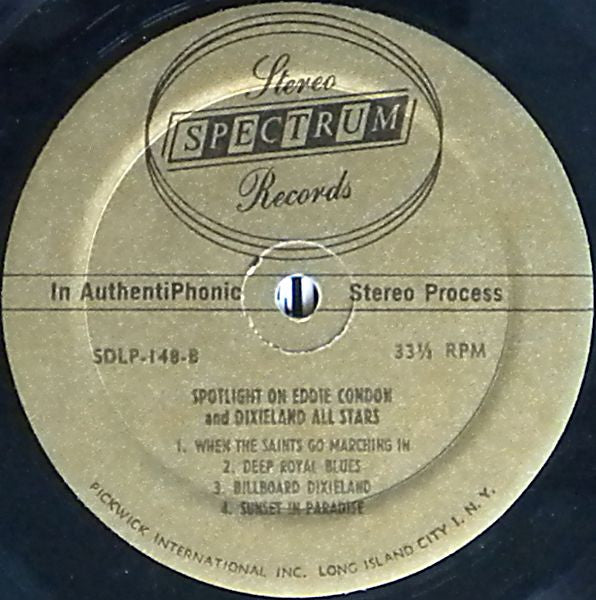 Stereo
SPECTRUM
Records
In AuthentiPhonic Stereo Process
SDLP-148-B 33⅓ RPM
SPOTLIGHT ON EDDIE CONDON
and DIXIELAND ALL STARS
1. WHEN THE SAINTS GO MARCHING IN
2. DEEP ROYAL BLUES
3. BILLBOARD DIXIELAND
4. SUNSET IN PARADISE
PICKWICK INTERNATIONAL INC. LONG ISLAND CITY 1, N.Y.